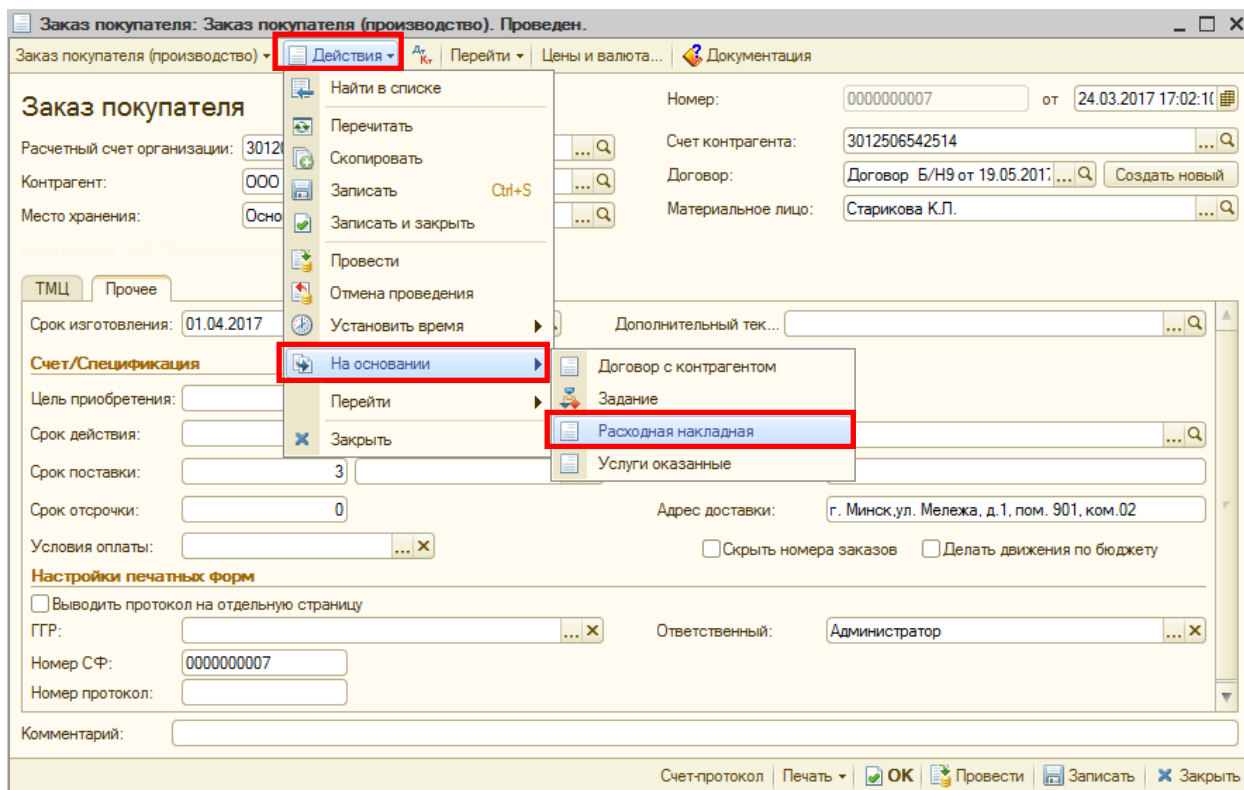 Заказ покупателя: Заказ покупателя (производство). Проведен.
Заказ покупателя (производство) Действия Дт Кт Перейти Цены и валюта... Документация
Заказ покупателя
Номер: 0000000007 от 24.03.2017 17:02:10
Расчетный счет организации: 3012
Счет контрагента: 3012506542514
Контрагент: ООО
Договор: Договор Б/Н9 от 19.05.2017 Создать новый
Место хранения: Осно
Материальное лицо: Старикова К.Л.
Найти в списке
Перечитать
Скопировать
Записать Ctrl+S
Записать и закрыть
Провести
Отмена проведения
Установить время
На основании
Перейти
Закрыть
Договор с контрагентом
Задание
Расходная накладная
Услуги оказанные
ТМЦ Прочее
Срок изготовления: 01.04.2017 Дополнительный тек...
Счет/Спецификация
Цель приобретения:
Срок действия:
Срок поставки: 3
Срок отсрочки: 0 Адрес доставки: г. Минск,ул. Мележа, д.1, пом. 901, ком.02
Условия оплаты: Скрыть номера заказов Делать движения по бюджету
Настройки печатных форм
Выводить протокол на отдельную страницу
ГГР: Ответственный: Администратор
Номер СФ: 0000000007
Номер протокол:
Комментарий:
Счет-протокол Печать OK Провести Записать Закрыть